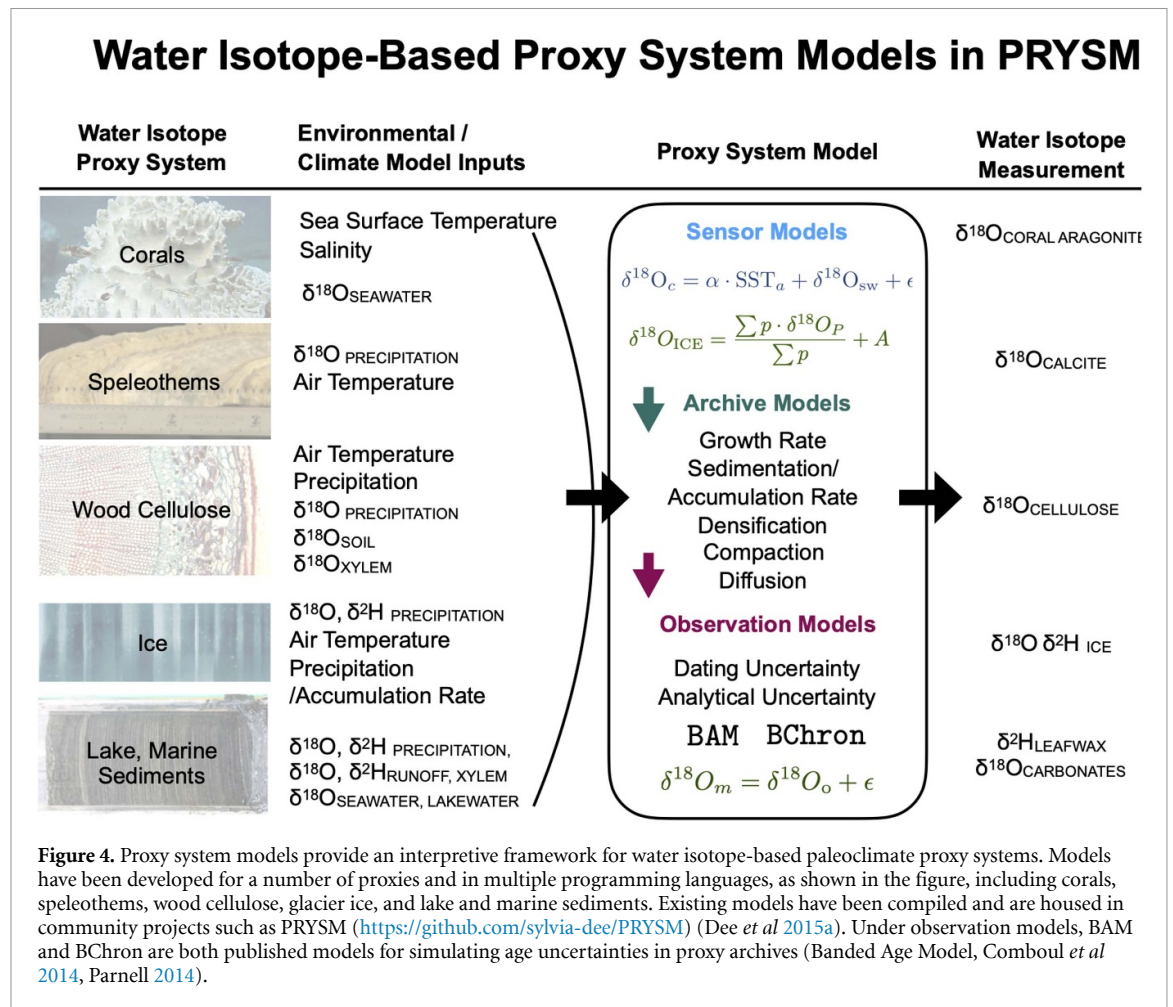 Water Isotope-Based Proxy System Models in PRYSM
Water Isotope
Proxy System
Environmental /
Climate Model Inputs
Proxy System Model
Water Isotope
Measurement
Corals
Sea Surface Temperature
Salinity
δ¹⁸OSEAWATER
Speleothems
δ¹⁸O PRECIPITATION
Air Temperature
Wood Cellulose
Air Temperature
Precipitation
δ¹⁸O PRECIPITATION
δ¹⁸OSOIL
δ¹⁸OXYLEM
Ice
δ¹⁸O, δ²H PRECIPITATION
Air Temperature
Precipitation
/Accumulation Rate
Lake, Marine
Sediments
δ¹⁸O, δ²H PRECIPITATION,
δ¹⁸O, δ²HRUNOFF, XYLEM
δ¹⁸OSEAWATER, LAKEWATER
Sensor Models
δ¹⁸O_c = α · SST_a + δ¹⁸O_sw + ϵ
δ¹⁸O_ICE = ∑ p · δ¹⁸O_P / ∑ p + A
Archive Models
Growth Rate
Sedimentation/
Accumulation Rate
Densification
Compaction
Diffusion
Observation Models
Dating Uncertainty
Analytical Uncertainty
BAM BChron
δ¹⁸O_m = δ¹⁸O_o + ϵ
δ¹⁸OCORAL ARAGONITE
δ¹⁸OCALCITE
δ¹⁸OCELLULOSE
δ¹⁸O δ²H ICE
δ²HLEAFWAX
δ¹⁸OCARBONATES
Figure 4. Proxy system models provide an interpretive framework for water isotope-based paleoclimate proxy systems. Models
have been developed for a number of proxies and in multiple programming languages, as shown in the figure, including corals,
speleothems, wood cellulose, glacier ice, and lake and marine sediments. Existing models have been compiled and are housed in
community projects such as PRYSM (https://github.com/sylvia-dee/PRYSM) (Dee et al 2015a). Under observation models, BAM
and BChron are both published models for simulating age uncertainties in proxy archives (Banded Age Model, Comboul et al
2014, Parnell 2014).